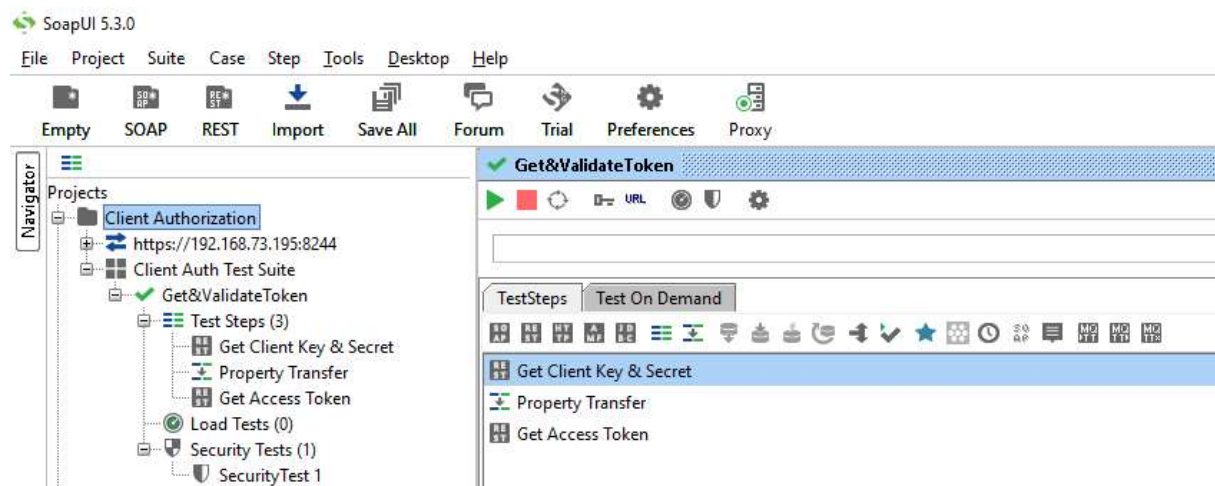 SoapUI 5.3.0
File Project Suite Case Step Tools Desktop Help
Empty SOAP REST Import Save All Forum Trial Preferences Proxy
Navigator
Projects
Client Authorization
https://192.168.73.195:8244
Client Auth Test Suite
Get&ValidateToken
Test Steps (3)
Get Client Key & Secret
Property Transfer
Get Access Token
Load Tests (0)
Security Tests (1)
SecurityTest 1
Get&ValidateToken
URL
TestSteps Test On Demand
Get Client Key & Secret
Property Transfer
Get Access Token